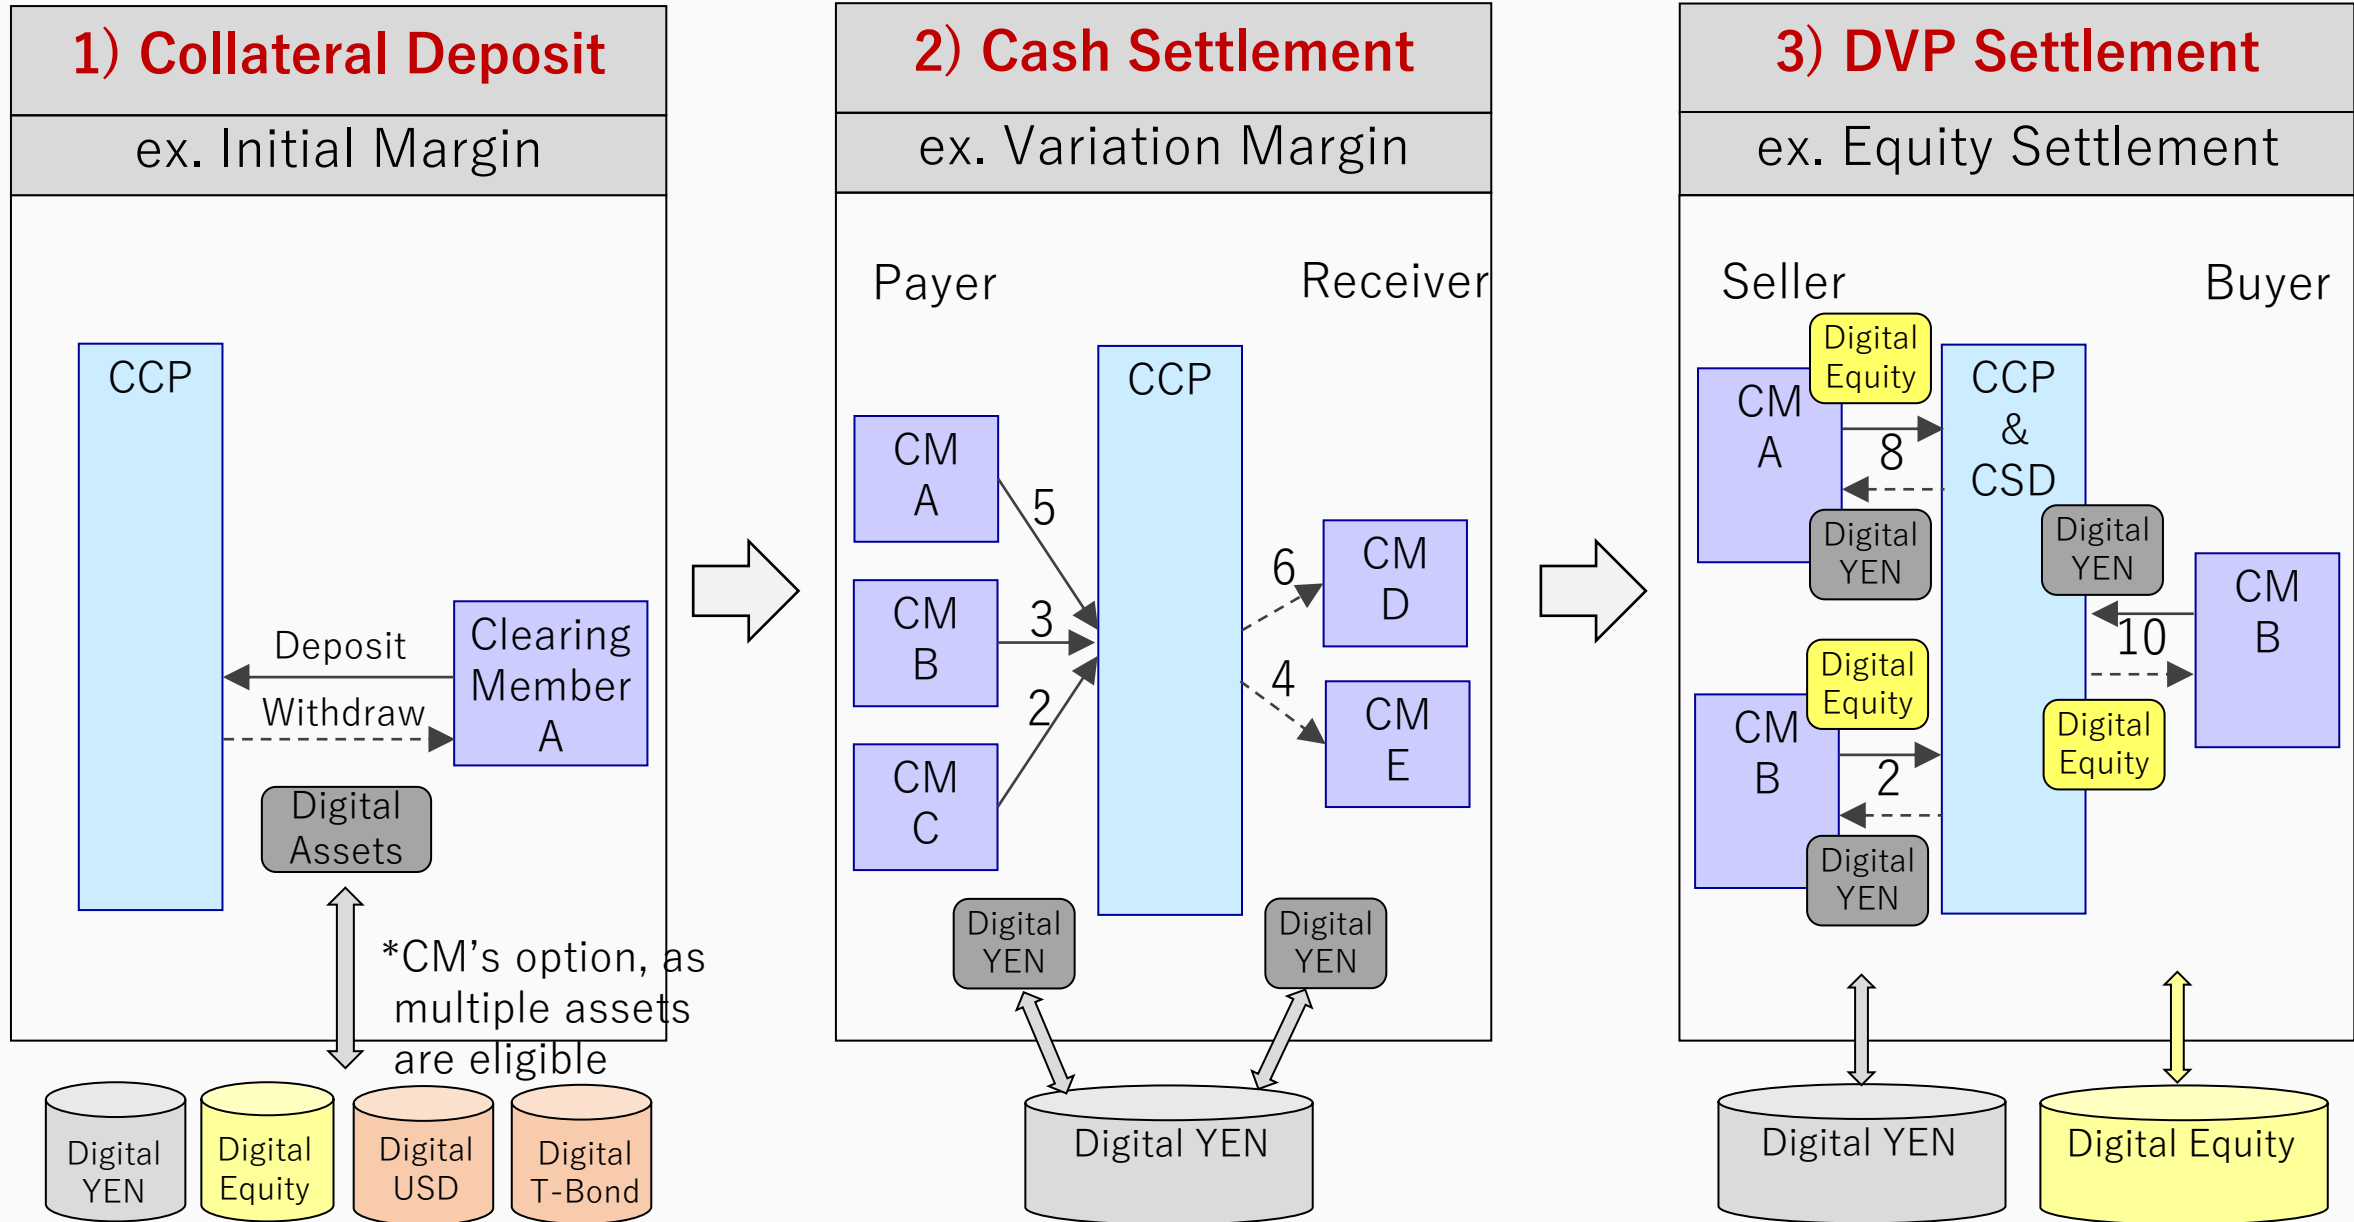 1) Collateral Deposit
ex. Initial Margin
CCP
Deposit
Withdraw
Clearing
Member
A
Digital
Assets
*CM's option, as
multiple assets
are eligible
Digital
YEN
Digital
Equity
Digital
USD
Digital
T-Bond
2) Cash Settlement
ex. Variation Margin
Payer
Receiver
CCP
CM
A
5
CM
B
3
CM
C
2
6
CM
D
4
CM
E
Digital
YEN
Digital
YEN
Digital YEN
3) DVP Settlement
ex. Equity Settlement
Seller
Buyer
Digital
Equity
CM
A
8
Digital
YEN
CCP
&
CSD
Digital
YEN
CM
B
10
Digital
Equity
Digital
Equity
CM
B
2
Digital
YEN
Digital YEN
Digital Equity